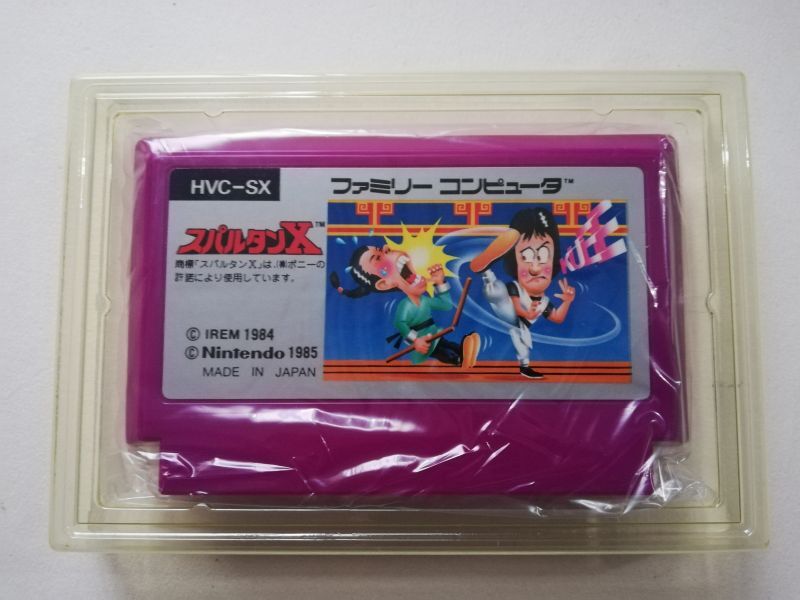 HVC-SX
ファミリー コンピュータ™
スパルタンX™
商標「スパルタンX」は、(株)ポニーの
許諾により使用しています。
© IREM 1984
© Nintendo 1985
MADE IN JAPAN